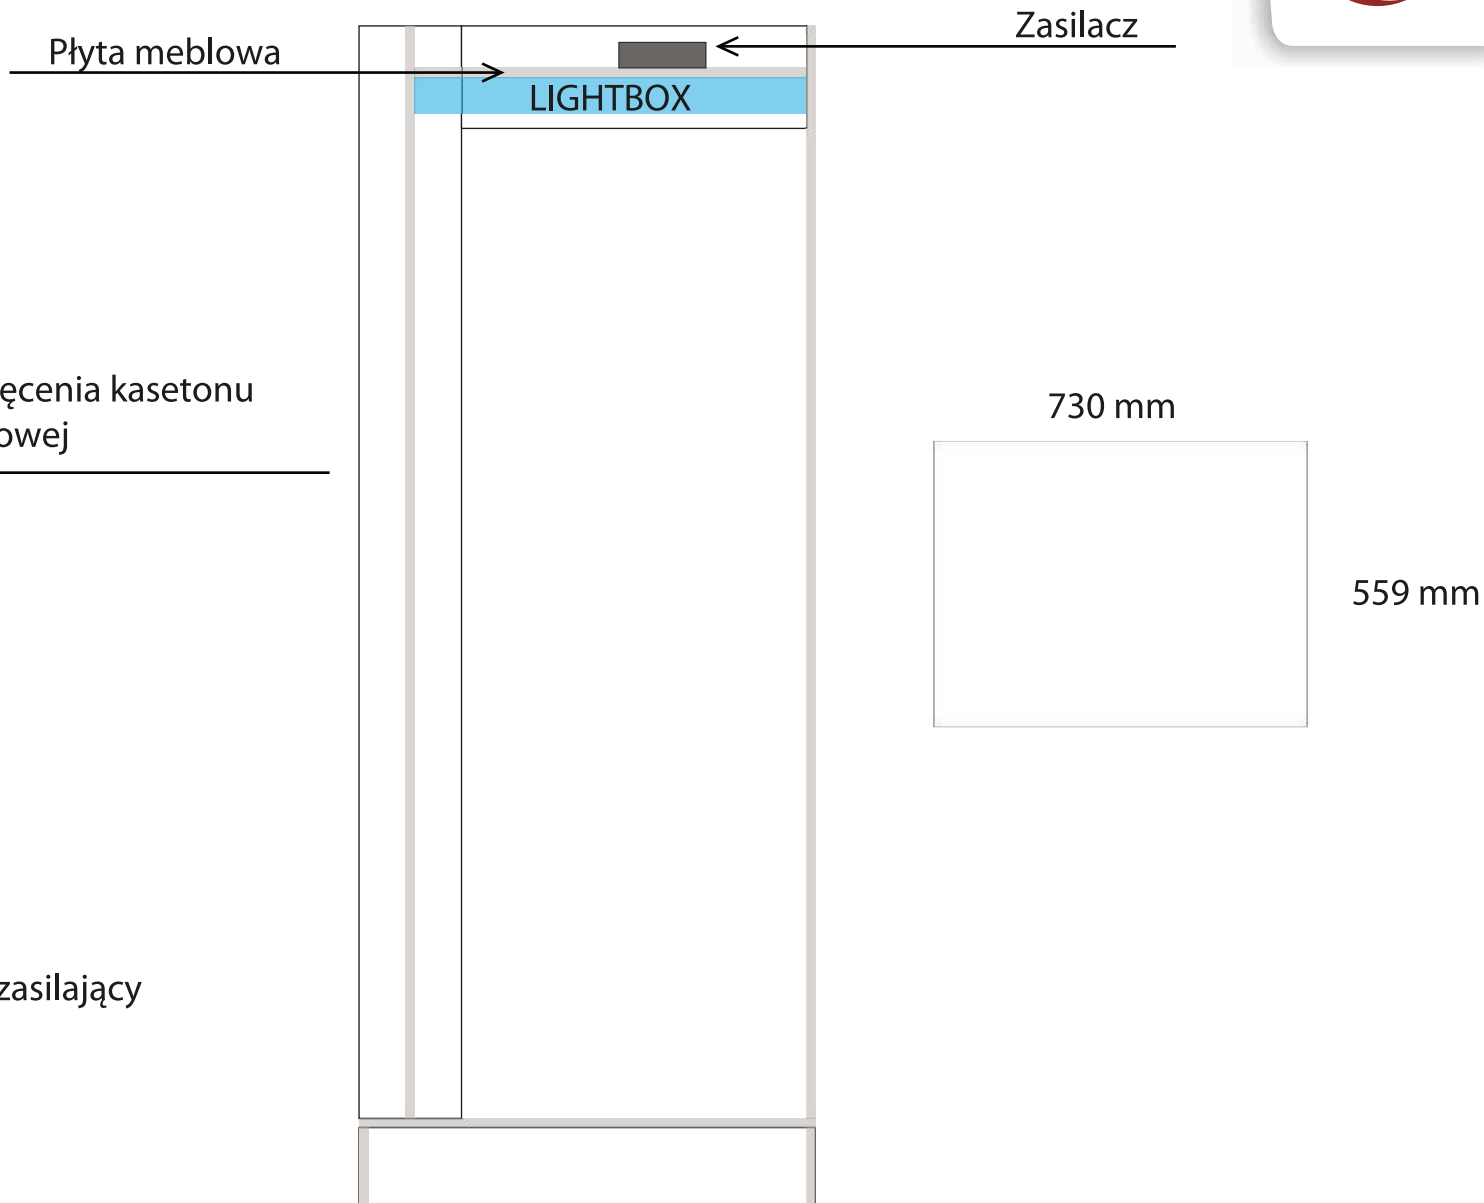 Zasilacz
Płyta meblowa
LIGHTBOX
ęcenia kasetonu
owej
730 mm
559 mm
zasilający